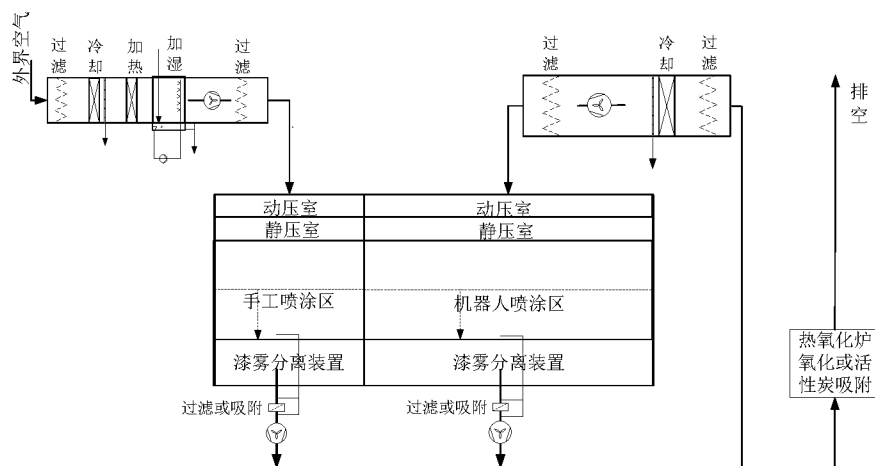 外界空气
过滤
冷却
加热
加湿
过滤
过滤
冷却
过滤
排空
动压室
动压室
静压室
静压室
手工喷涂区
机器人喷涂区
漆雾分离装置
漆雾分离装置
热氧化炉
氧化或活
性炭吸附
过滤或吸附
过滤或吸附